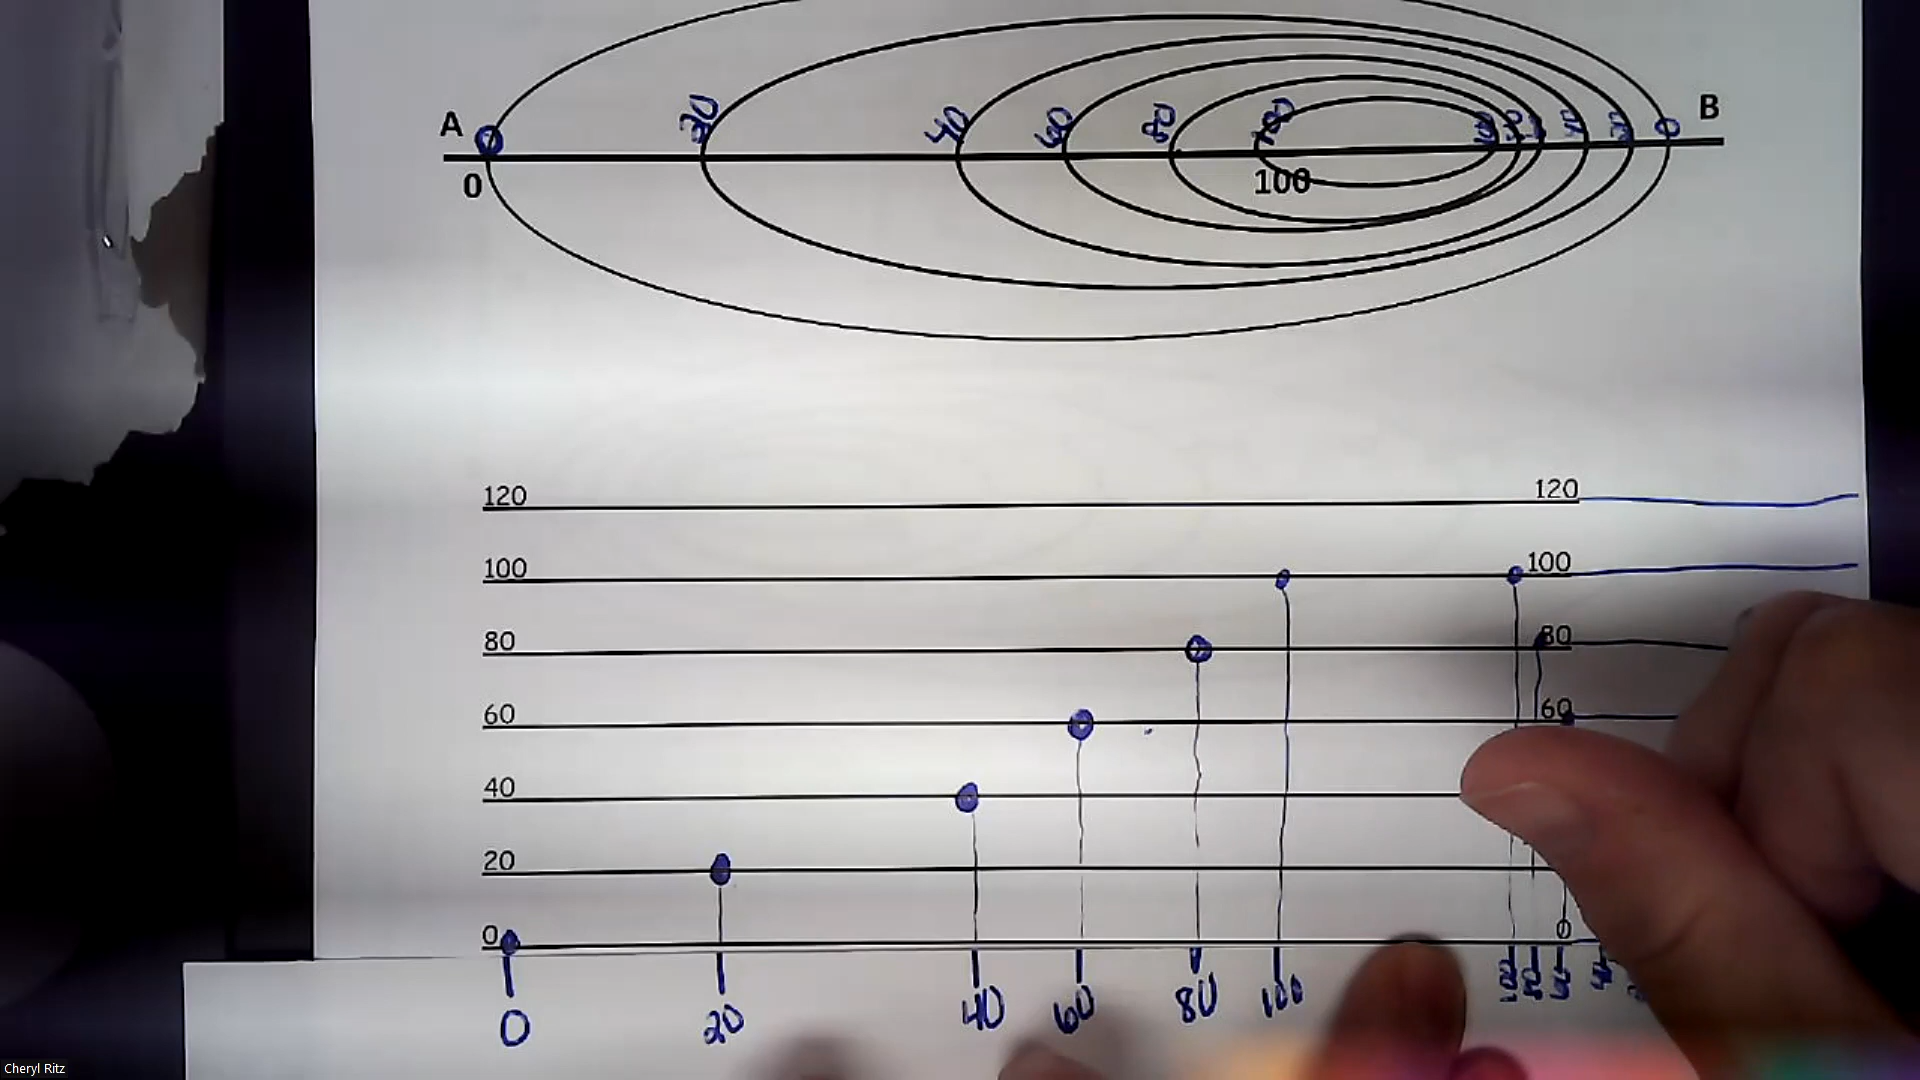 A B
0 20 40 60 80 100 0
0 100
120 120
100 100
80 80
60 60
40
20
0 0
0 20 40 60 80 100
Cheryl Ritz